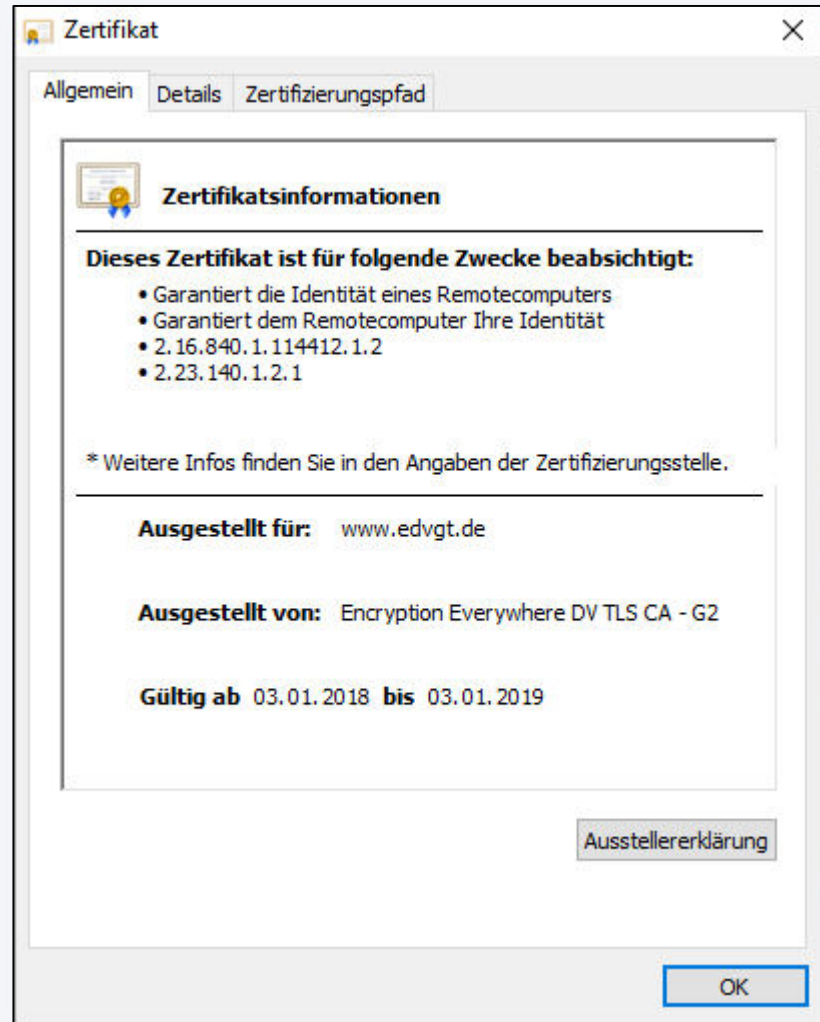 Zertifikat
Allgemein Details Zertifizierungspfad
Zertifikatsinformationen
Dieses Zertifikat ist für folgende Zwecke beabsichtigt:
• Garantiert die Identität eines Remotecomputers
• Garantiert dem Remotecomputer Ihre Identität
• 2.16.840.1.114412.1.2
• 2.23.140.1.2.1
* Weitere Infos finden Sie in den Angaben der Zertifizierungsstelle.
Ausgestellt für: www.edvgt.de
Ausgestellt von: Encryption Everywhere DV TLS CA - G2
Gültig ab 03.01.2018 bis 03.01.2019
Ausstellererklärung
OK